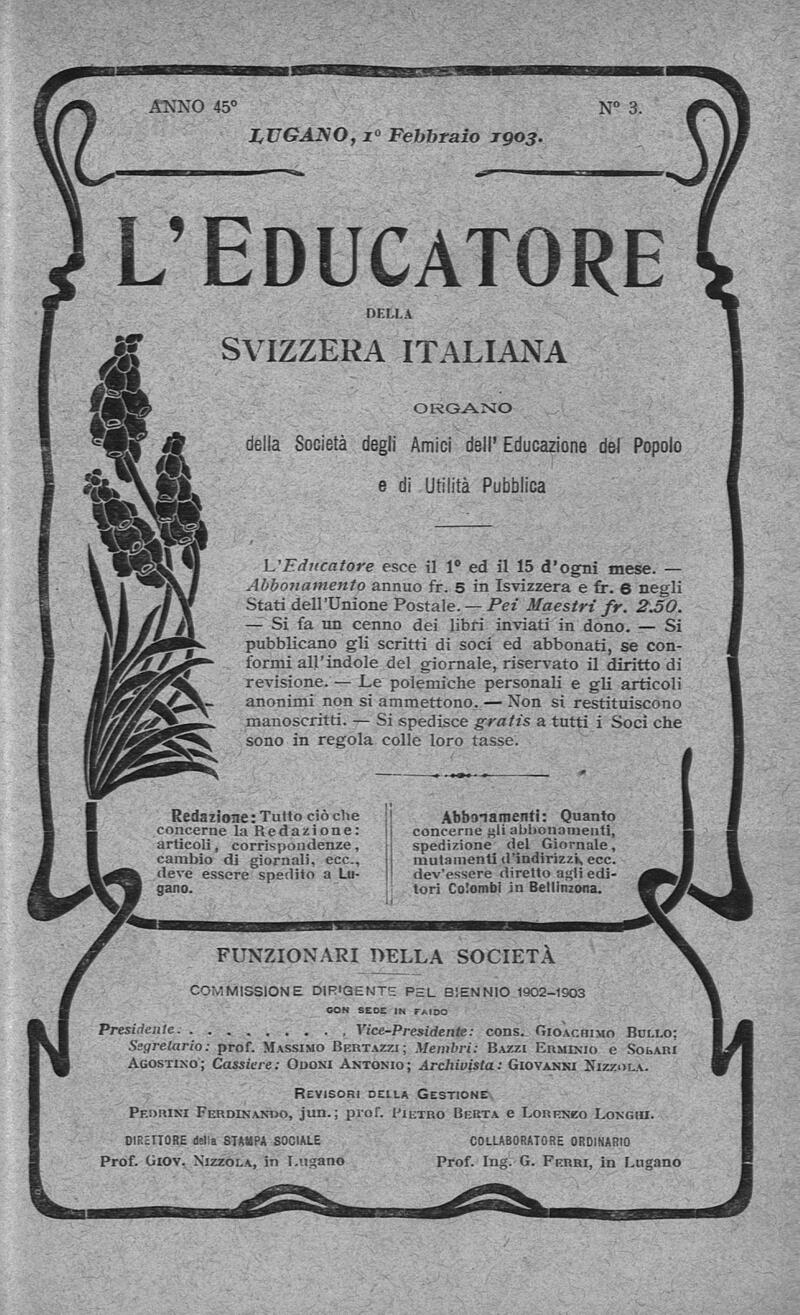 ANNO 45º
Nº 3.
LUGANO, 1º Febbraio 1903.
L'EDUCATORE
DELLA
SVIZZERA ITALIANA
ORGANO
della Società degli Amici dell' Educazione del Popolo
e di Utilità Pubblica
L'Educatore esce il 1º ed il 15 d'ogni mese. —
Abbonamento annuo fr. 5 in Isvizzera e fr. 6 negli
Stati dell'Unione Postale. — Pei Maestri fr. 2.50.
— Si fa un cenno dei libri inviati in dono. — Si
pubblicano gli scritti di soci ed abbonati, se con-
formi all'indole del giornale, riservato il diritto di
revisione. — Le polemiche personali e gli articoli
anonimi non si ammettono. — Non si restituiscono
manoscritti. — Si spedisce gratis a tutti i Soci che
sono in regola colle loro tasse.
Redazione: Tutto ciò che
concerne la Redazione:
articoli, corrispondenze,
cambio di giornali, ecc.,
deve essere spedito a Lu-
gano.
Abbonamenti: Quanto
concerne gli abbonamenti,
spedizione del Giornale,
mutamenti d'indirizzi, ecc.
dev'essere diretto agli edi-
tori Colombi in Bellinzona.
FUNZIONARI DELLA SOCIETÀ
COMMISSIONE DIRIGENTE PEL BIENNIO 1902–1903
CON SEDE IN FAIDO
Presidente. . . . . . . . . . Vice-Presidente: cons. GIOACHIMO BULLO;
Segretario: prof. MASSIMO BERTAZZI; Membri: BAZZI ERMINIO e SOLARI
AGOSTINO; Cassiere: ODONI ANTONIO; Archivista: GIOVANNI NIZZOLA.
REVISORI DELLA GESTIONE
PEDRINI FERDINANDO, jun.; prof. PIETRO BERTA e LORENZO LONGHI.
DIRETTORE della STAMPA SOCIALE
Prof. GIOV. NIZZOLA, in Lugano
COLLABORATORE ORDINARIO
Prof. Ing. G. FERRI, in Lugano